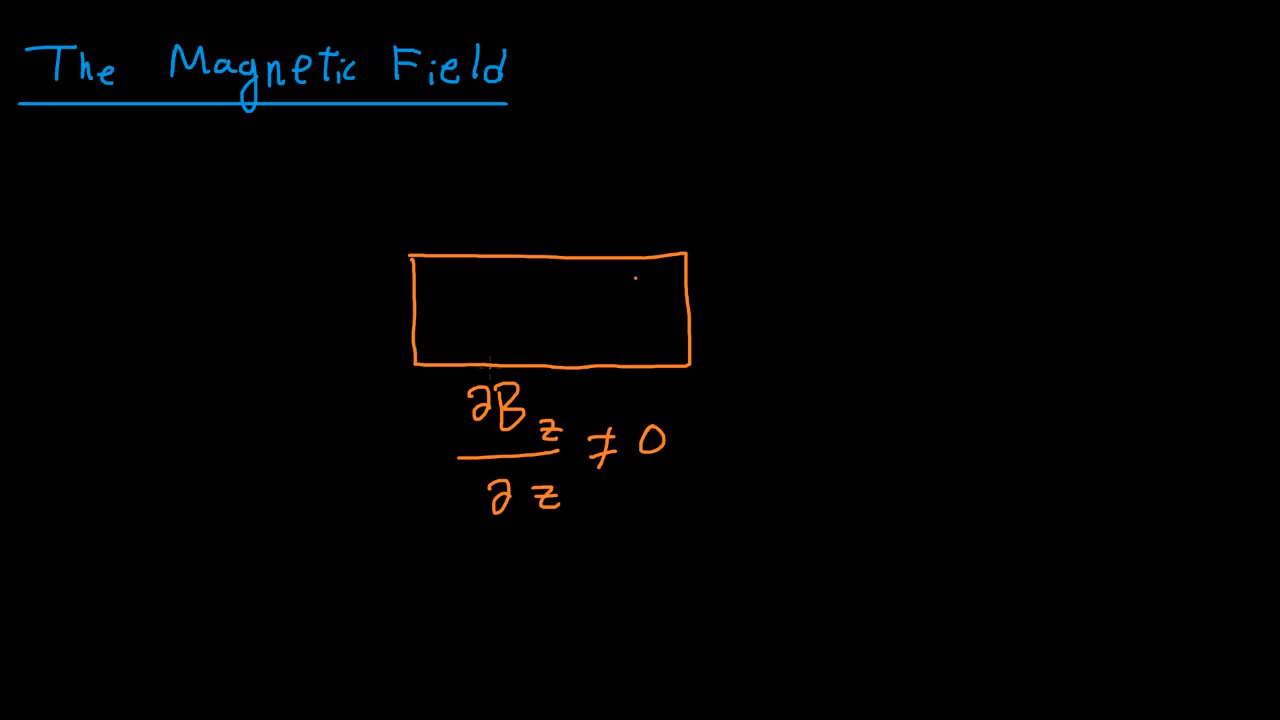 The Magnetic Field
∂B_z
∂z ≠ 0